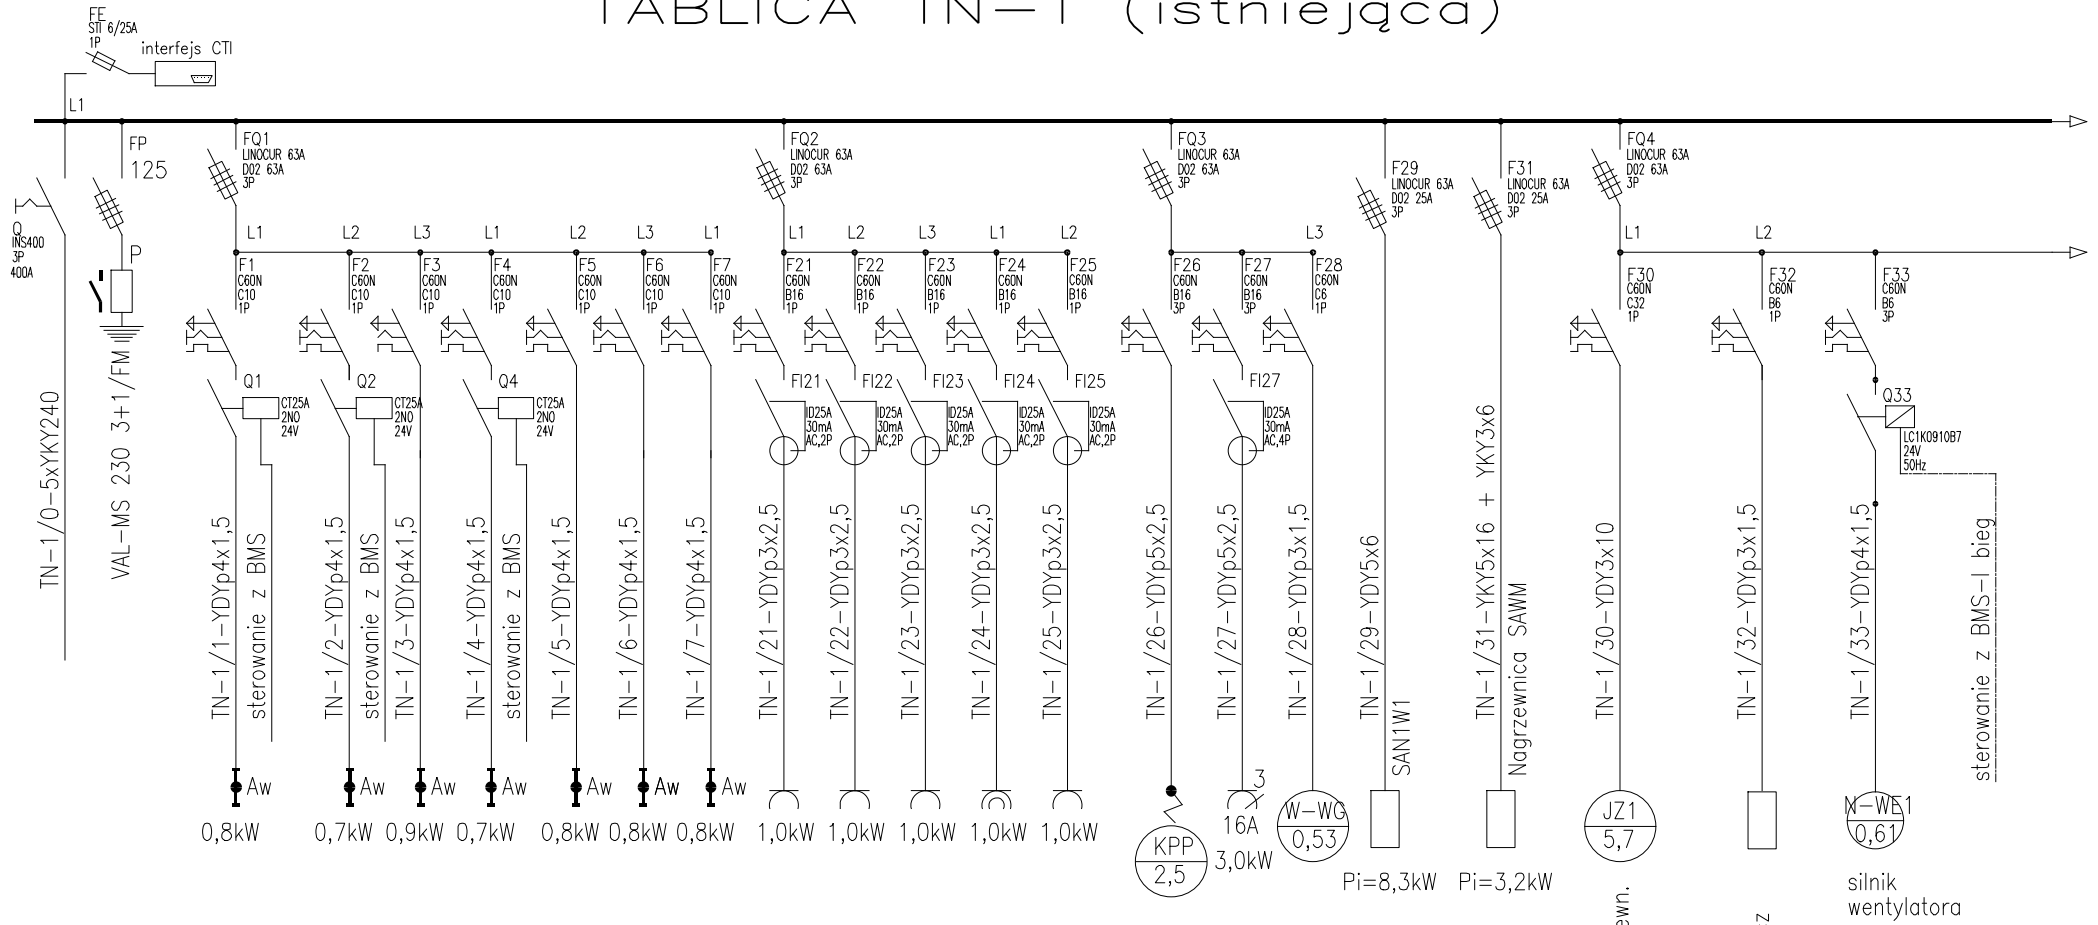 TABLICA TN-1 (istniejąca)
FE
STI 6/25A
1P
interfejs CTI
L1
Q
INS400
3P
400A
TN-1/0-5xYKY240
FP
125
P
VAL-MS 230 3+1/FM
FQ1
LINOCUR 63A
D02 63A
3P
FQ2
LINOCUR 63A
D02 63A
3P
FQ3
LINOCUR 63A
D02 63A
3P
F29
LINOCUR 63A
D02 25A
3P
F31
LINOCUR 63A
D02 25A
3P
FQ4
LINOCUR 63A
D02 63A
3P
L1
L2
L3
L1
L2
L3
L1
L1
L2
L3
L1
L2
L3
L1
L2
F1
C60N
C10
1P
F2
C60N
C10
1P
F3
C60N
C10
1P
F4
C60N
C10
1P
F5
C60N
C10
1P
F6
C60N
C10
1P
F7
C60N
C10
1P
F21
C60N
B16
1P
F22
C60N
B16
1P
F23
C60N
B16
1P
F24
C60N
B16
1P
F25
C60N
B16
1P
F26
C60N
B16
3P
F27
C60N
B16
3P
F28
C60N
C6
1P
F30
C60N
C32
1P
F32
C60N
B6
1P
F33
C60N
B6
3P
Q1
CT25A
2NO
24V
Q2
CT25A
2NO
24V
Q4
CT25A
2NO
24V
FI21
ID25A
30mA
AC,2P
FI22
ID25A
30mA
AC,2P
FI23
ID25A
30mA
AC,2P
FI24
ID25A
30mA
AC,2P
FI25
ID25A
30mA
AC,2P
FI27
ID25A
30mA
AC,4P
Q33
LC1K0910B7
24V
50Hz
TN-1/1-YDYp4x1,5
sterowanie z BMS
TN-1/2-YDYp4x1,5
sterowanie z BMS
TN-1/3-YDYp4x1,5
TN-1/4-YDYp4x1,5
sterowanie z BMS
TN-1/5-YDYp4x1,5
TN-1/6-YDYp4x1,5
TN-1/7-YDYp4x1,5
TN-1/21-YDYp3x2,5
TN-1/22-YDYp3x2,5
TN-1/23-YDYp3x2,5
TN-1/24-YDYp3x2,5
TN-1/25-YDYp3x2,5
TN-1/26-YDYp5x2,5
TN-1/27-YDYp5x2,5
TN-1/28-YDYp3x1,5
TN-1/29-YDY5x6
SAN1W1
TN-1/31-YKY5x16 + YKY3x6
Nagrzewnica SAWM
TN-1/30-YDY3x10
TN-1/32-YDYp3x1,5
TN-1/33-YDYp4x1,5
sterowanie z BMS-I bieg
Aw
Aw
Aw
Aw
Aw
Aw
Aw
0,8kW
0,7kW
0,9kW
0,7kW
0,8kW
0,8kW
0,8kW
1,0kW
1,0kW
1,0kW
1,0kW
1,0kW
KPP
2,5
3
16A
3,0kW
W-WG
0,53
Pi=8,3kW
Pi=3,2kW
JZ1
5,7
N-WE1
0,61
silnik
wentylatora
ewn.
z